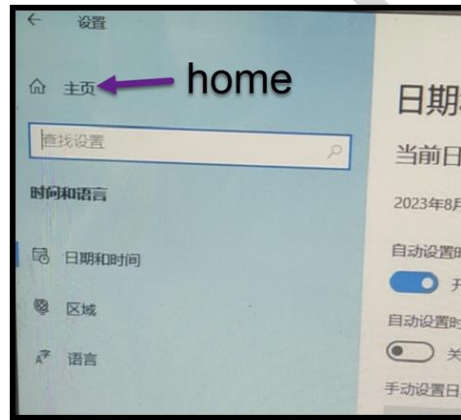 设置
主页
home
查找设置
时间和语言
日期和时间
区域
语言
日期
当前日
2023年8月
自动设置时
开
自动设置时
关
手动设置日